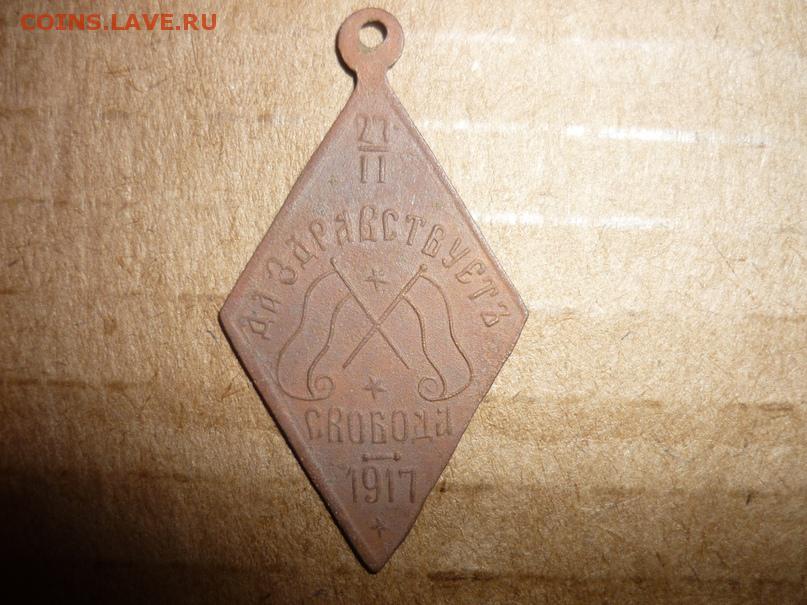 COINS.LAVE.RU
27
II
ДА ЗДРАВСТВУЕТЪ
СВОБОДА
1917